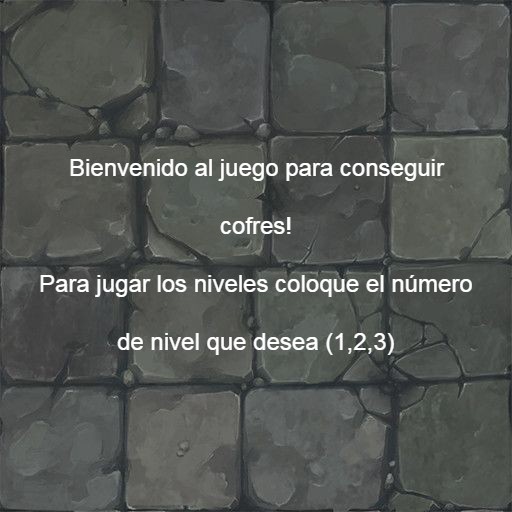 Bienvenido al juego para conseguir
cofres!
Para jugar los niveles coloque el número
de nivel que desea (1,2,3)